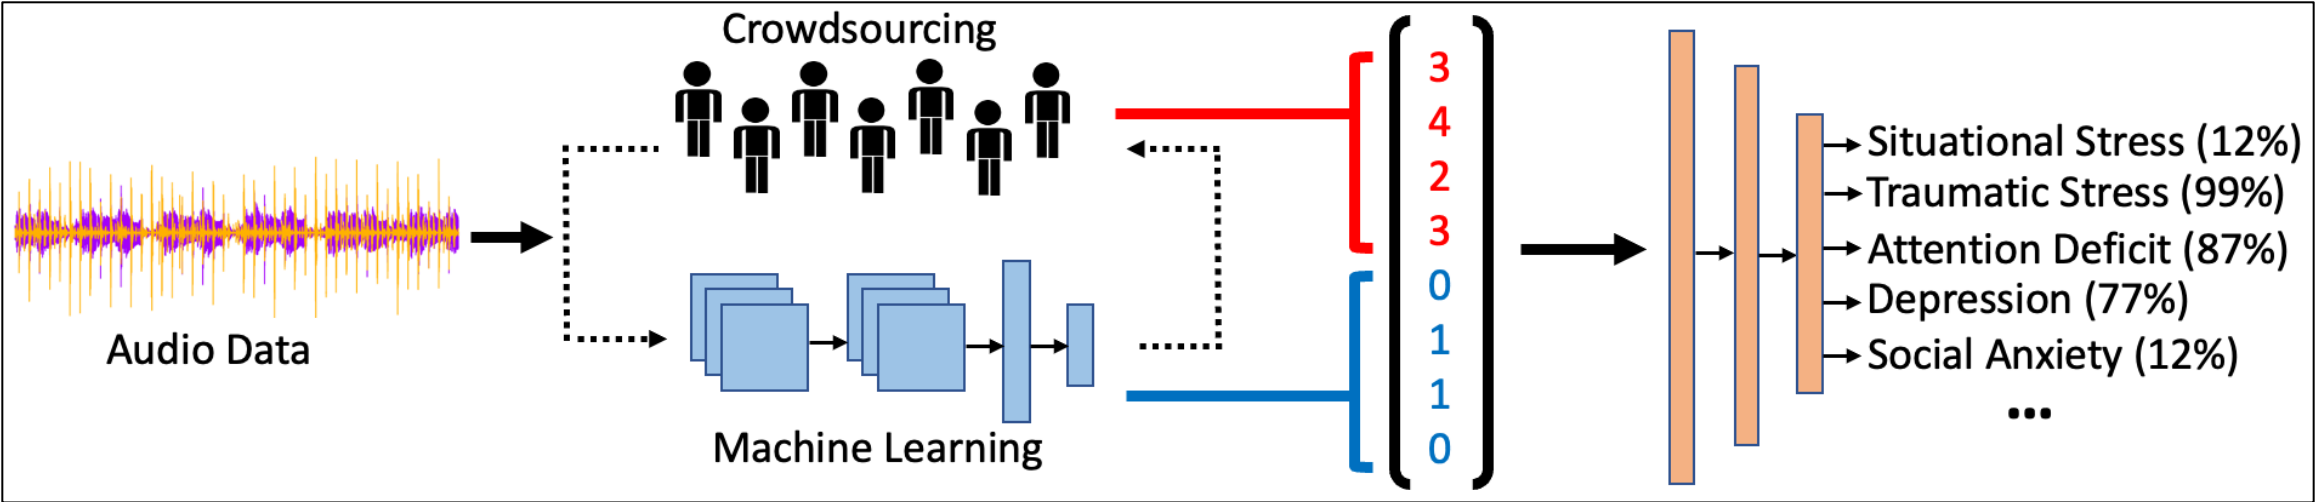 Crowdsourcing
Audio Data
Machine Learning
3
4
2
3
0
1
1
0
Situational Stress (12%)
Traumatic Stress (99%)
Attention Deficit (87%)
Depression (77%)
Social Anxiety (12%)
...